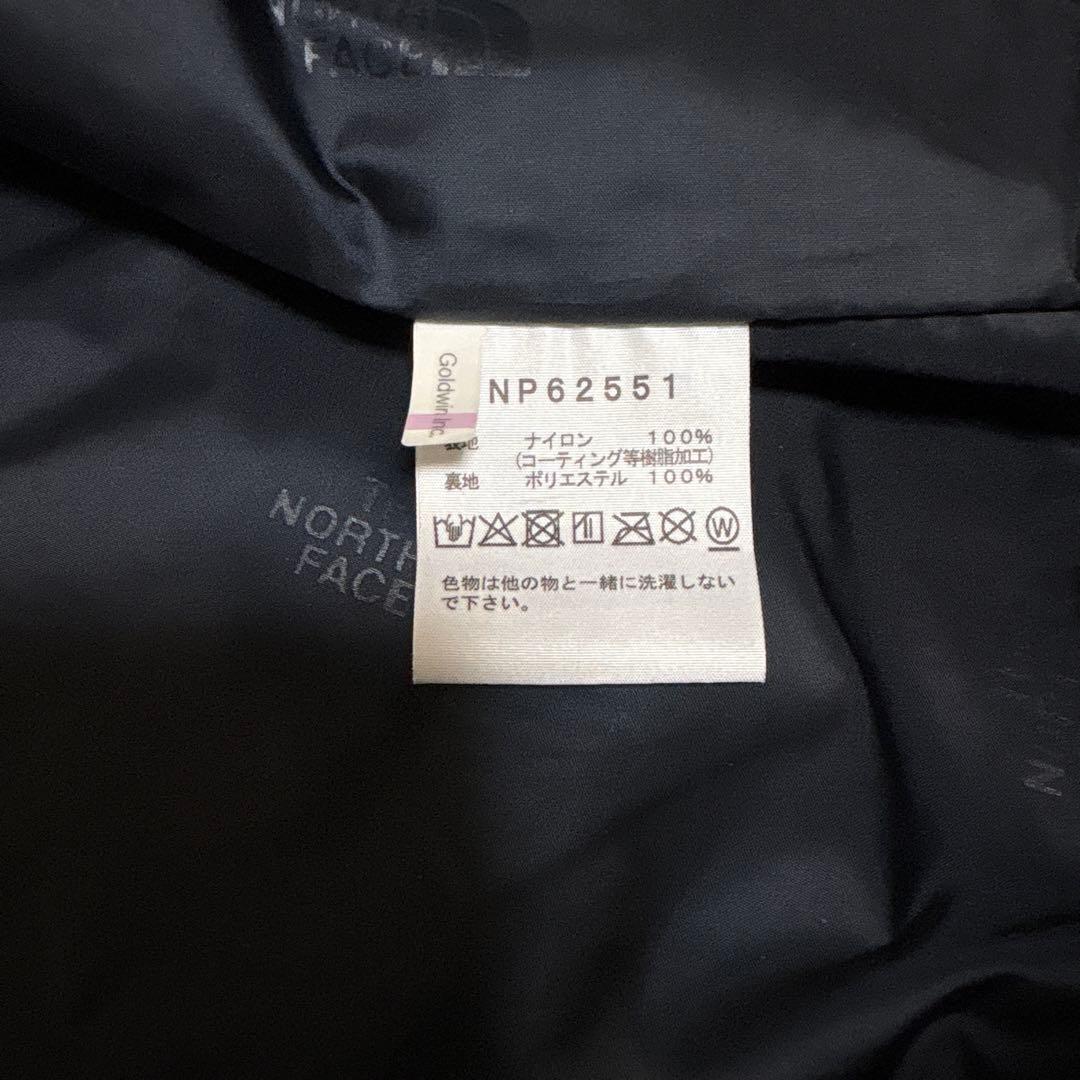 NORTH
FACE
Goldwin Inc.
NP62551
表地 ナイロン 100%
(コーティング等樹脂加工)
裏地 ポリエステル 100%
W
色物は他の物と一緒に洗濯しない
で下さい。
NORTH
FACE
N